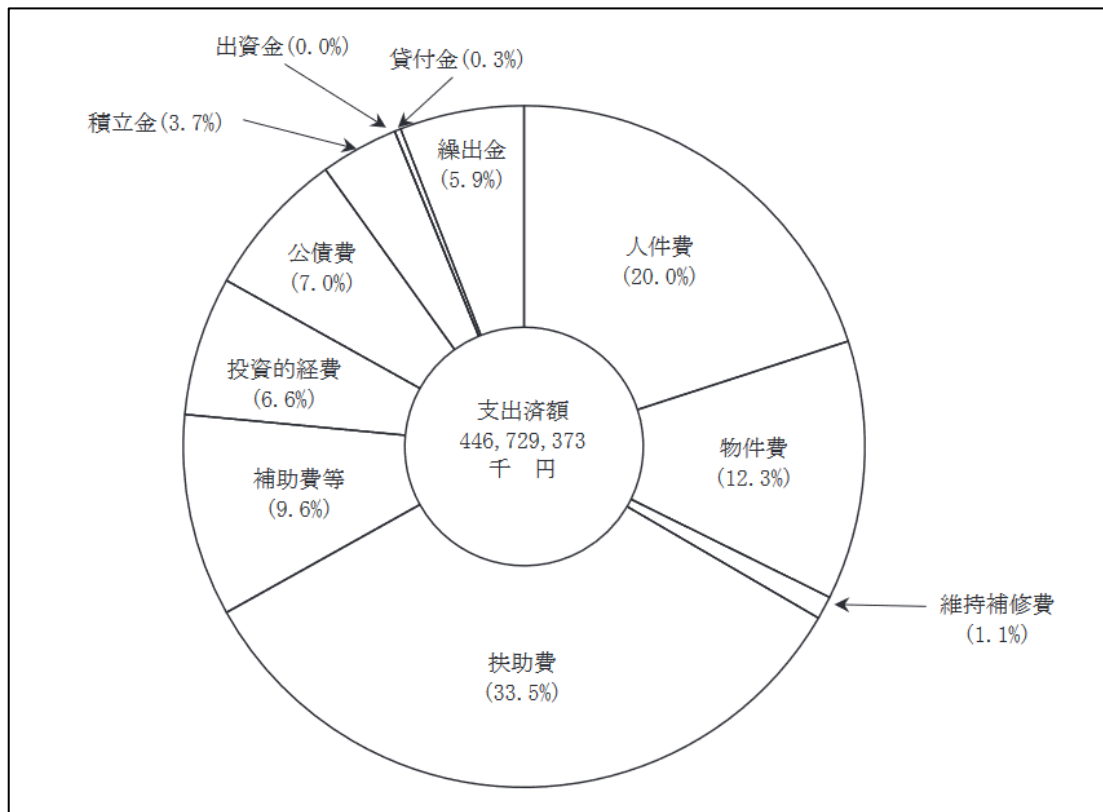 出資金(0.0%)
貸付金(0.3%)
積立金(3.7%)
繰出金
(5.9%)
人件費
(20.0%)
公債費
(7.0%)
投資的経費
(6.6%)
支出済額
446,729,373
千　円
物件費
(12.3%)
補助費等
(9.6%)
維持補修費
(1.1%)
扶助費
(33.5%)